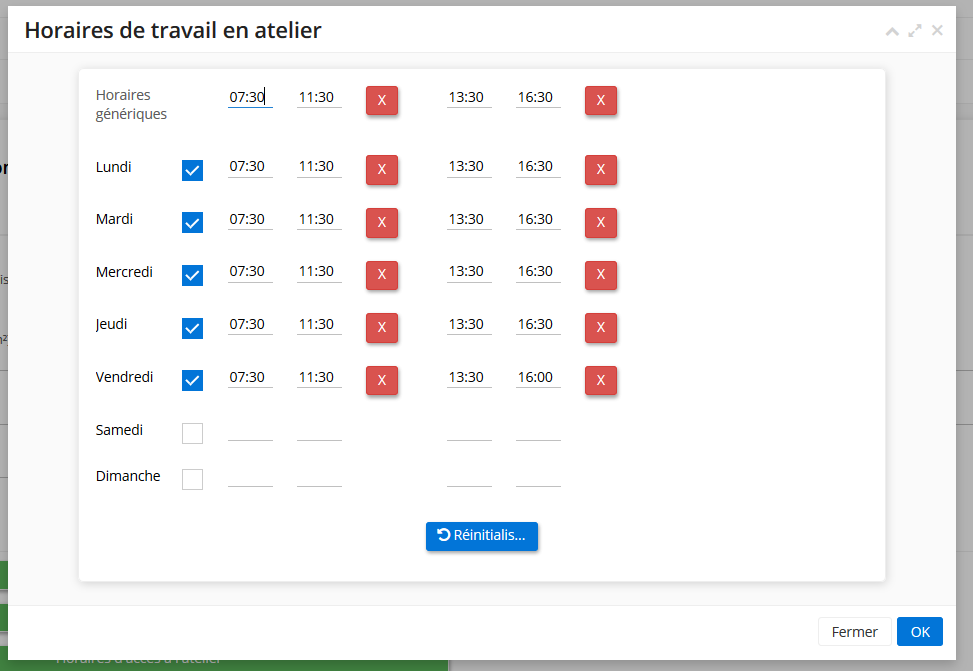 Horaires de travail en atelier
Horaires
génériques
07:30 11:30 X 13:30 16:30 X
Lundi 07:30 11:30 X 13:30 16:30 X
Mardi 07:30 11:30 X 13:30 16:30 X
Mercredi 07:30 11:30 X 13:30 16:30 X
Jeudi 07:30 11:30 X 13:30 16:30 X
Vendredi 07:30 11:30 X 13:30 16:00 X
Samedi
Dimanche
Réinitialis...
Fermer OK
Horaires d'accès à l'atelier